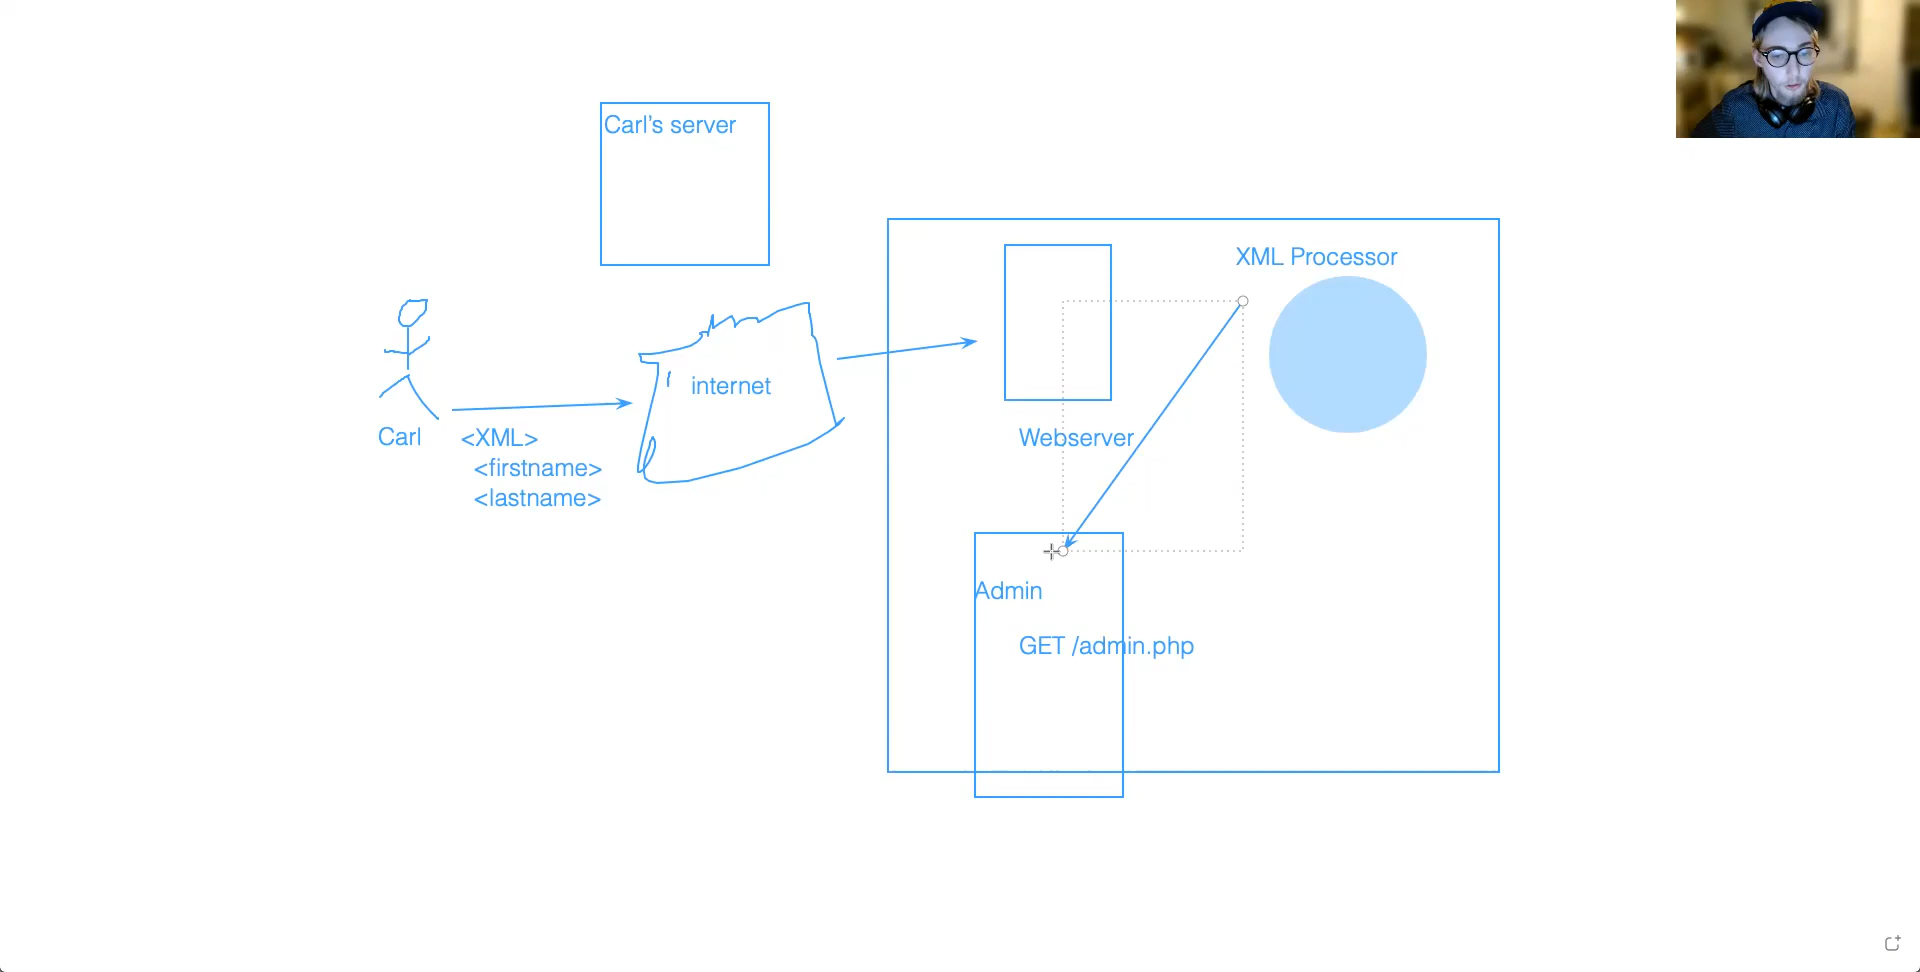 Carl's server
XML Processor
internet
Carl
<XML>
<firstname>
<lastname>
Webserver
Admin
GET /admin.php